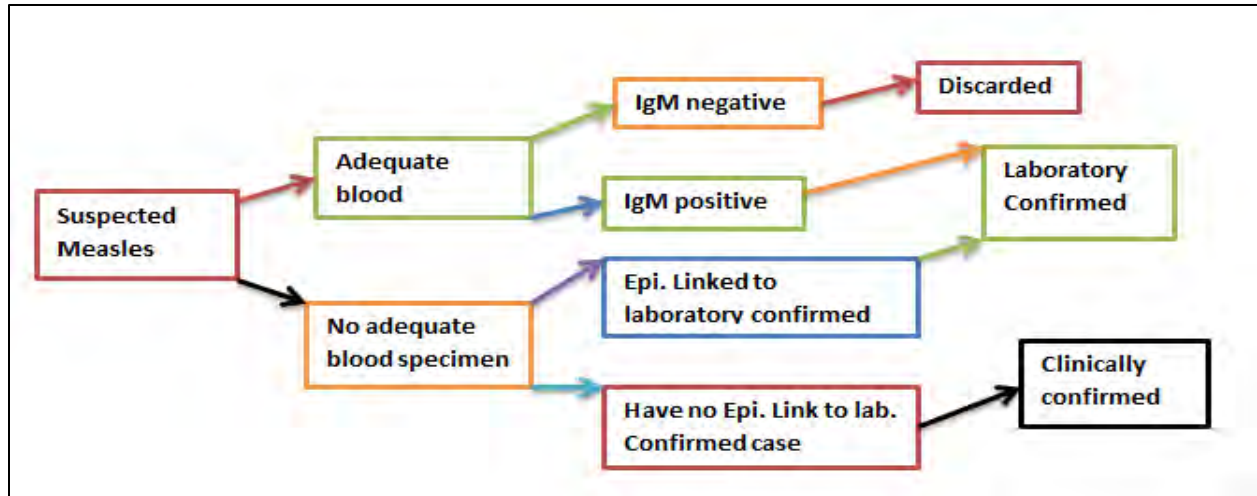 IgM negative
Discarded
Adequate
blood
Laboratory
Confirmed
IgM positive
Suspected
Measles
Epi. Linked to
laboratory confirmed
No adequate
blood specimen
Clinically
confirmed
Have no Epi. Link to lab.
Confirmed case